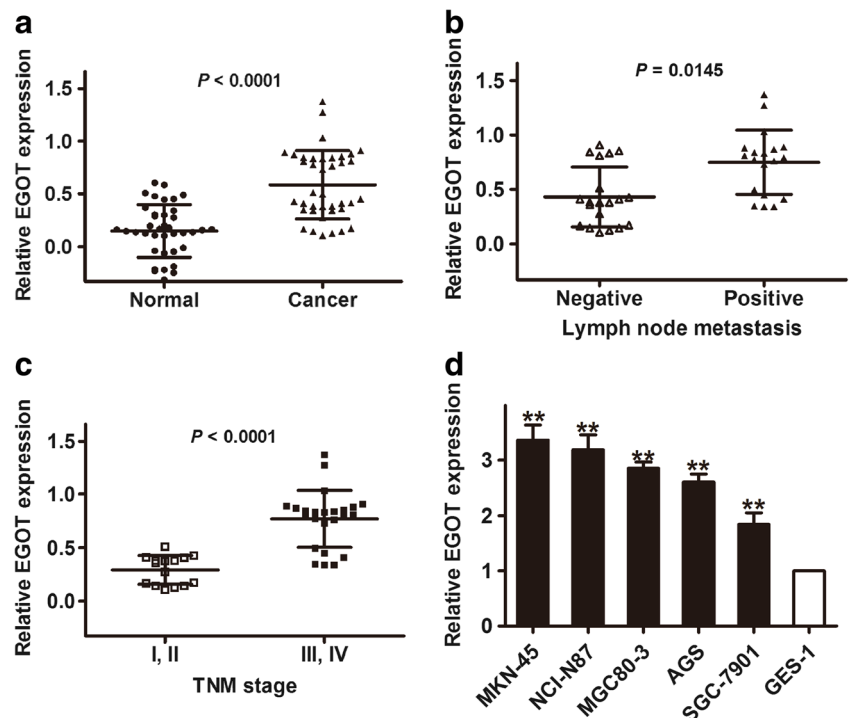 a
Relative EGOT expression
P < 0.0001
1.5
1.0
0.5
0.0
Normal Cancer
b
Relative EGOT expression
P = 0.0145
1.5
1.0
0.5
0.0
Negative Positive
Lymph node metastasis
c
Relative EGOT expression
P < 0.0001
1.5
1.0
0.5
0.0
I, II III, IV
TNM stage
d
Relative EGOT expression
3
2
1
0
** ** ** ** **
MKN-45 NCI-N87 MGC80-3 AGS SGC-7901 GES-1